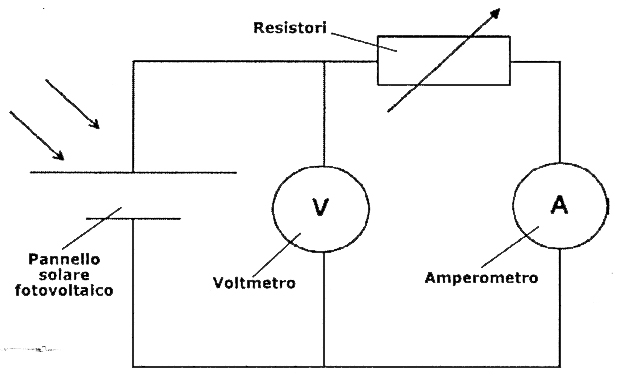 Resistori
V
A
Pannello
solare
fotovoltaico
Voltmetro
Amperometro